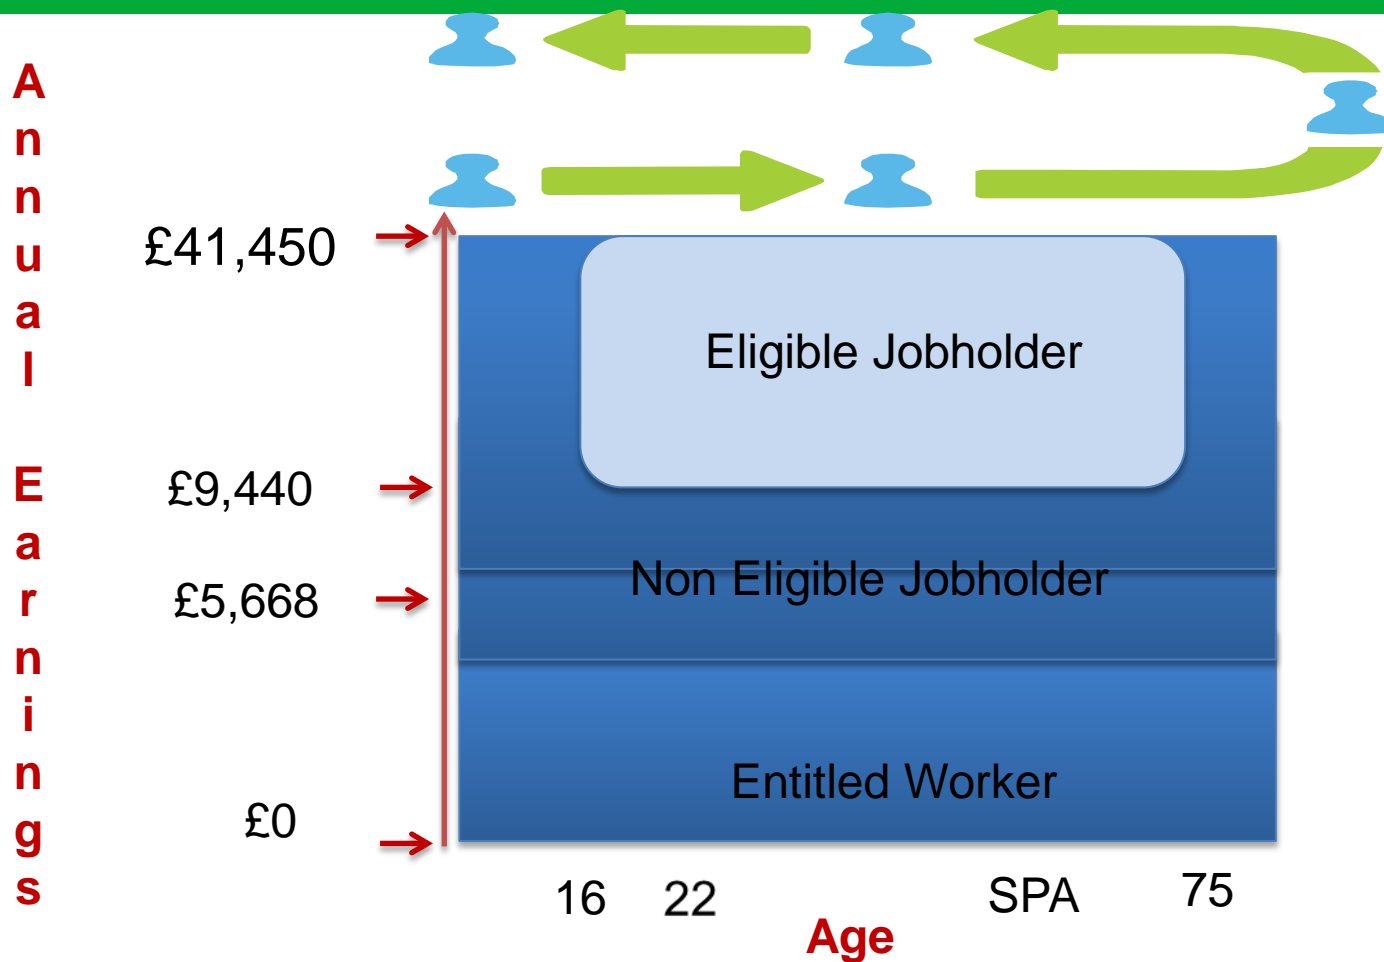 Annual Earnings
£41,450
Eligible Jobholder
£9,440
Non Eligible Jobholder
£5,668
Entitled Worker
£0
16 22 SPA 75
Age